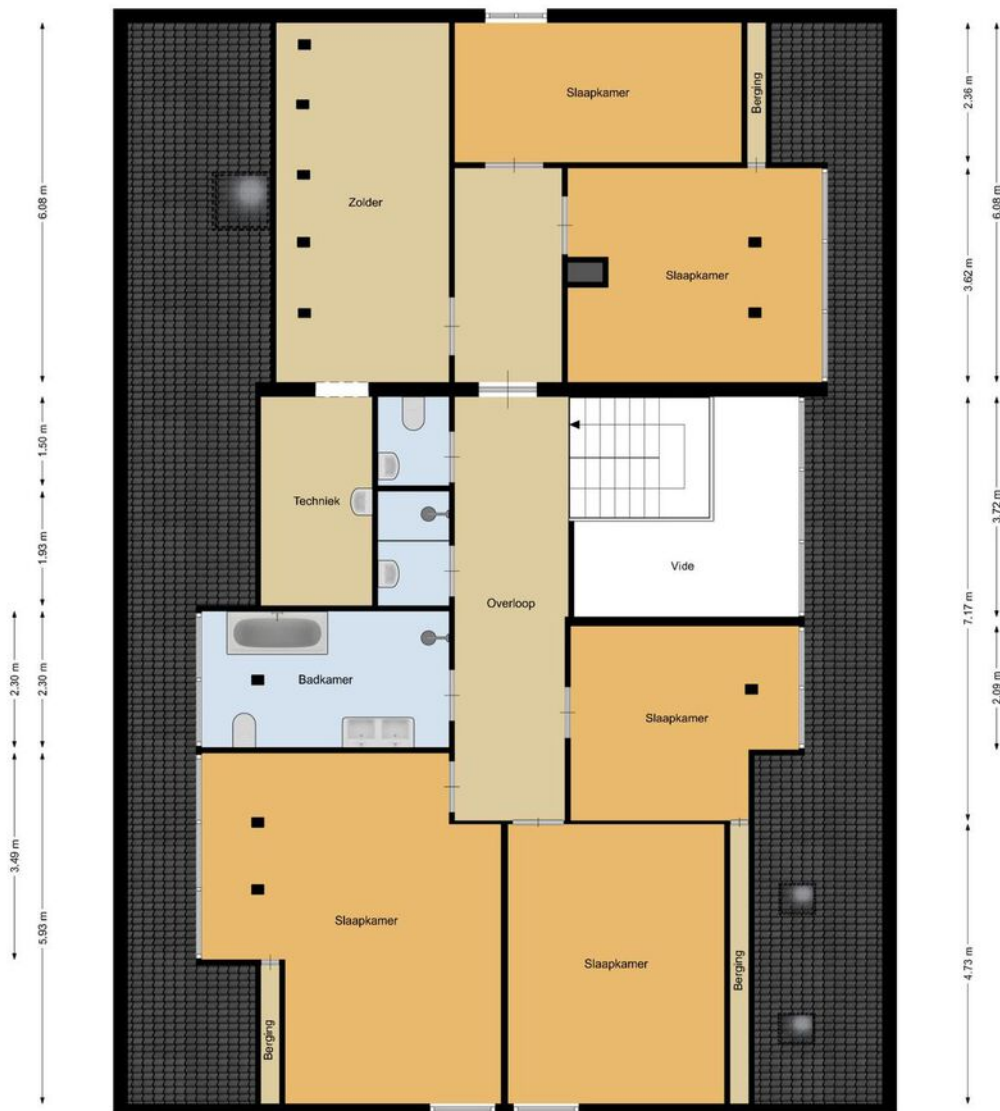 Slaapkamer
Berging
Zolder
Slaapkamer
Techniek
Vide
Overloop
Badkamer
Slaapkamer
Slaapkamer
Slaapkamer
Berging
Berging
6.08 m
1.50 m
1.93 m
2.30 m
2.30 m
3.49 m
5.93 m
2.36 m
6.08 m
3.62 m
3.72 m
7.17 m
2.09 m
4.73 m